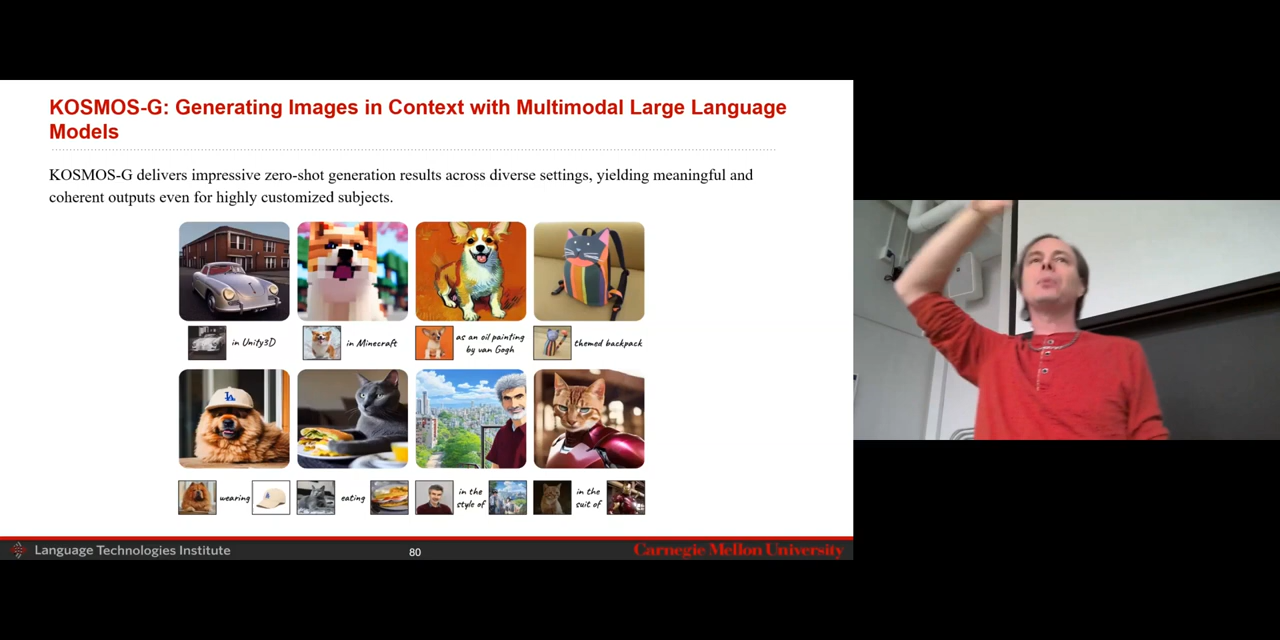 KOSMOS-G: Generating Images in Context with Multimodal Large Language
Models
KOSMOS-G delivers impressive zero-shot generation results across diverse settings, yielding meaningful and
coherent outputs even for highly customized subjects.
in Unity3D
in Minecraft
as an oil painting
by van Gogh
themed backpack
LA
wearing
eating
in the
style of
in the
suit of
Language Technologies Institute
80
Carnegie Mellon University